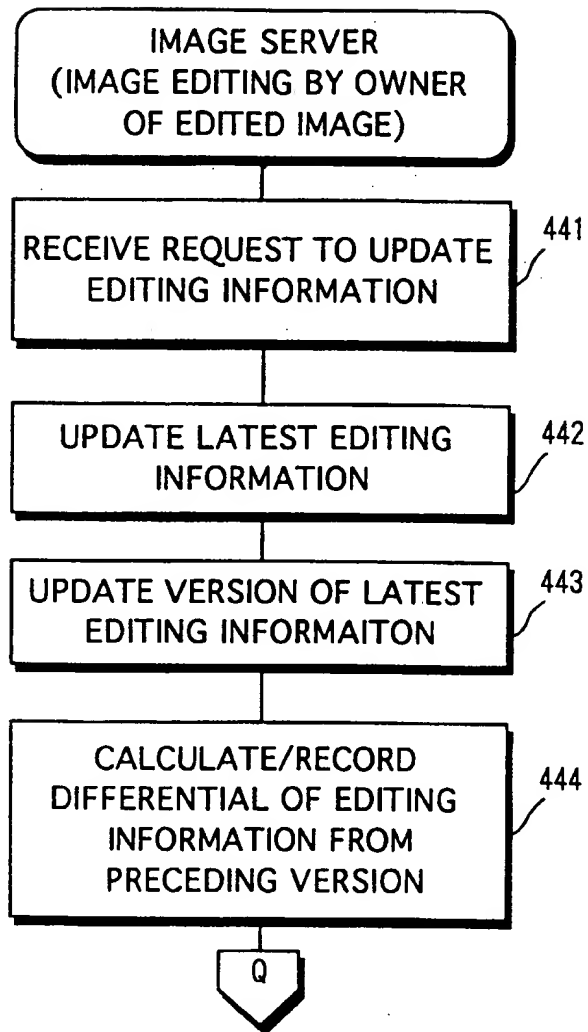 IMAGE SERVER
(IMAGE EDITING BY OWNER
OF EDITED IMAGE)
RECEIVE REQUEST TO UPDATE
EDITING INFORMATION
441
UPDATE LATEST EDITING
INFORMATION
442
UPDATE VERSION OF LATEST
EDITING INFORMAITON
443
CALCULATE/RECORD
DIFFERENTIAL OF EDITING
INFORMATION FROM
PRECEDING VERSION
444
Q